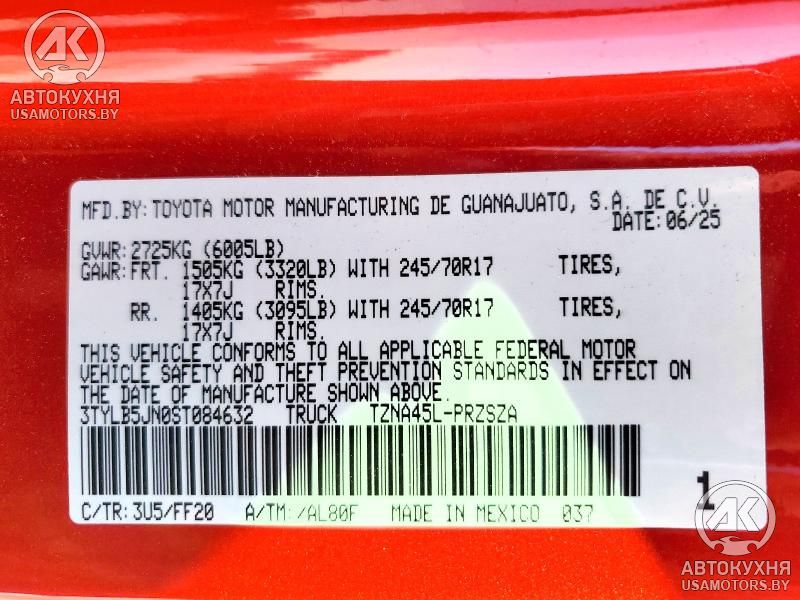 АК
АВТОКУХНЯ
USAMOTORS.BY
MFD.BY: TOYOTA MOTOR MANUFACTURING DE GUANAJUATO, S.A. DE C.V.
DATE: 06/25
GVWR: 2725KG (6005LB)
GAWR: FRT. 1505KG (3320LB) WITH 245/70R17 TIRES,
17X7J RIMS.
RR. 1405KG (3095LB) WITH 245/70R17 TIRES,
17X7J RIMS.
THIS VEHICLE CONFORMS TO ALL APPLICABLE FEDERAL MOTOR
VEHICLE SAFETY AND THEFT PREVENTION STANDARDS IN EFFECT ON
THE DATE OF MANUFACTURE SHOWN ABOVE.
3TYLB5JN0ST084632 TRUCK TZNA45L-PRZSZA
1
C/TR: 3U5/FF20 A/TM: /AL80F MADE IN MEXICO 037
АК
АВТОКУХНЯ
USAMOTORS.BY